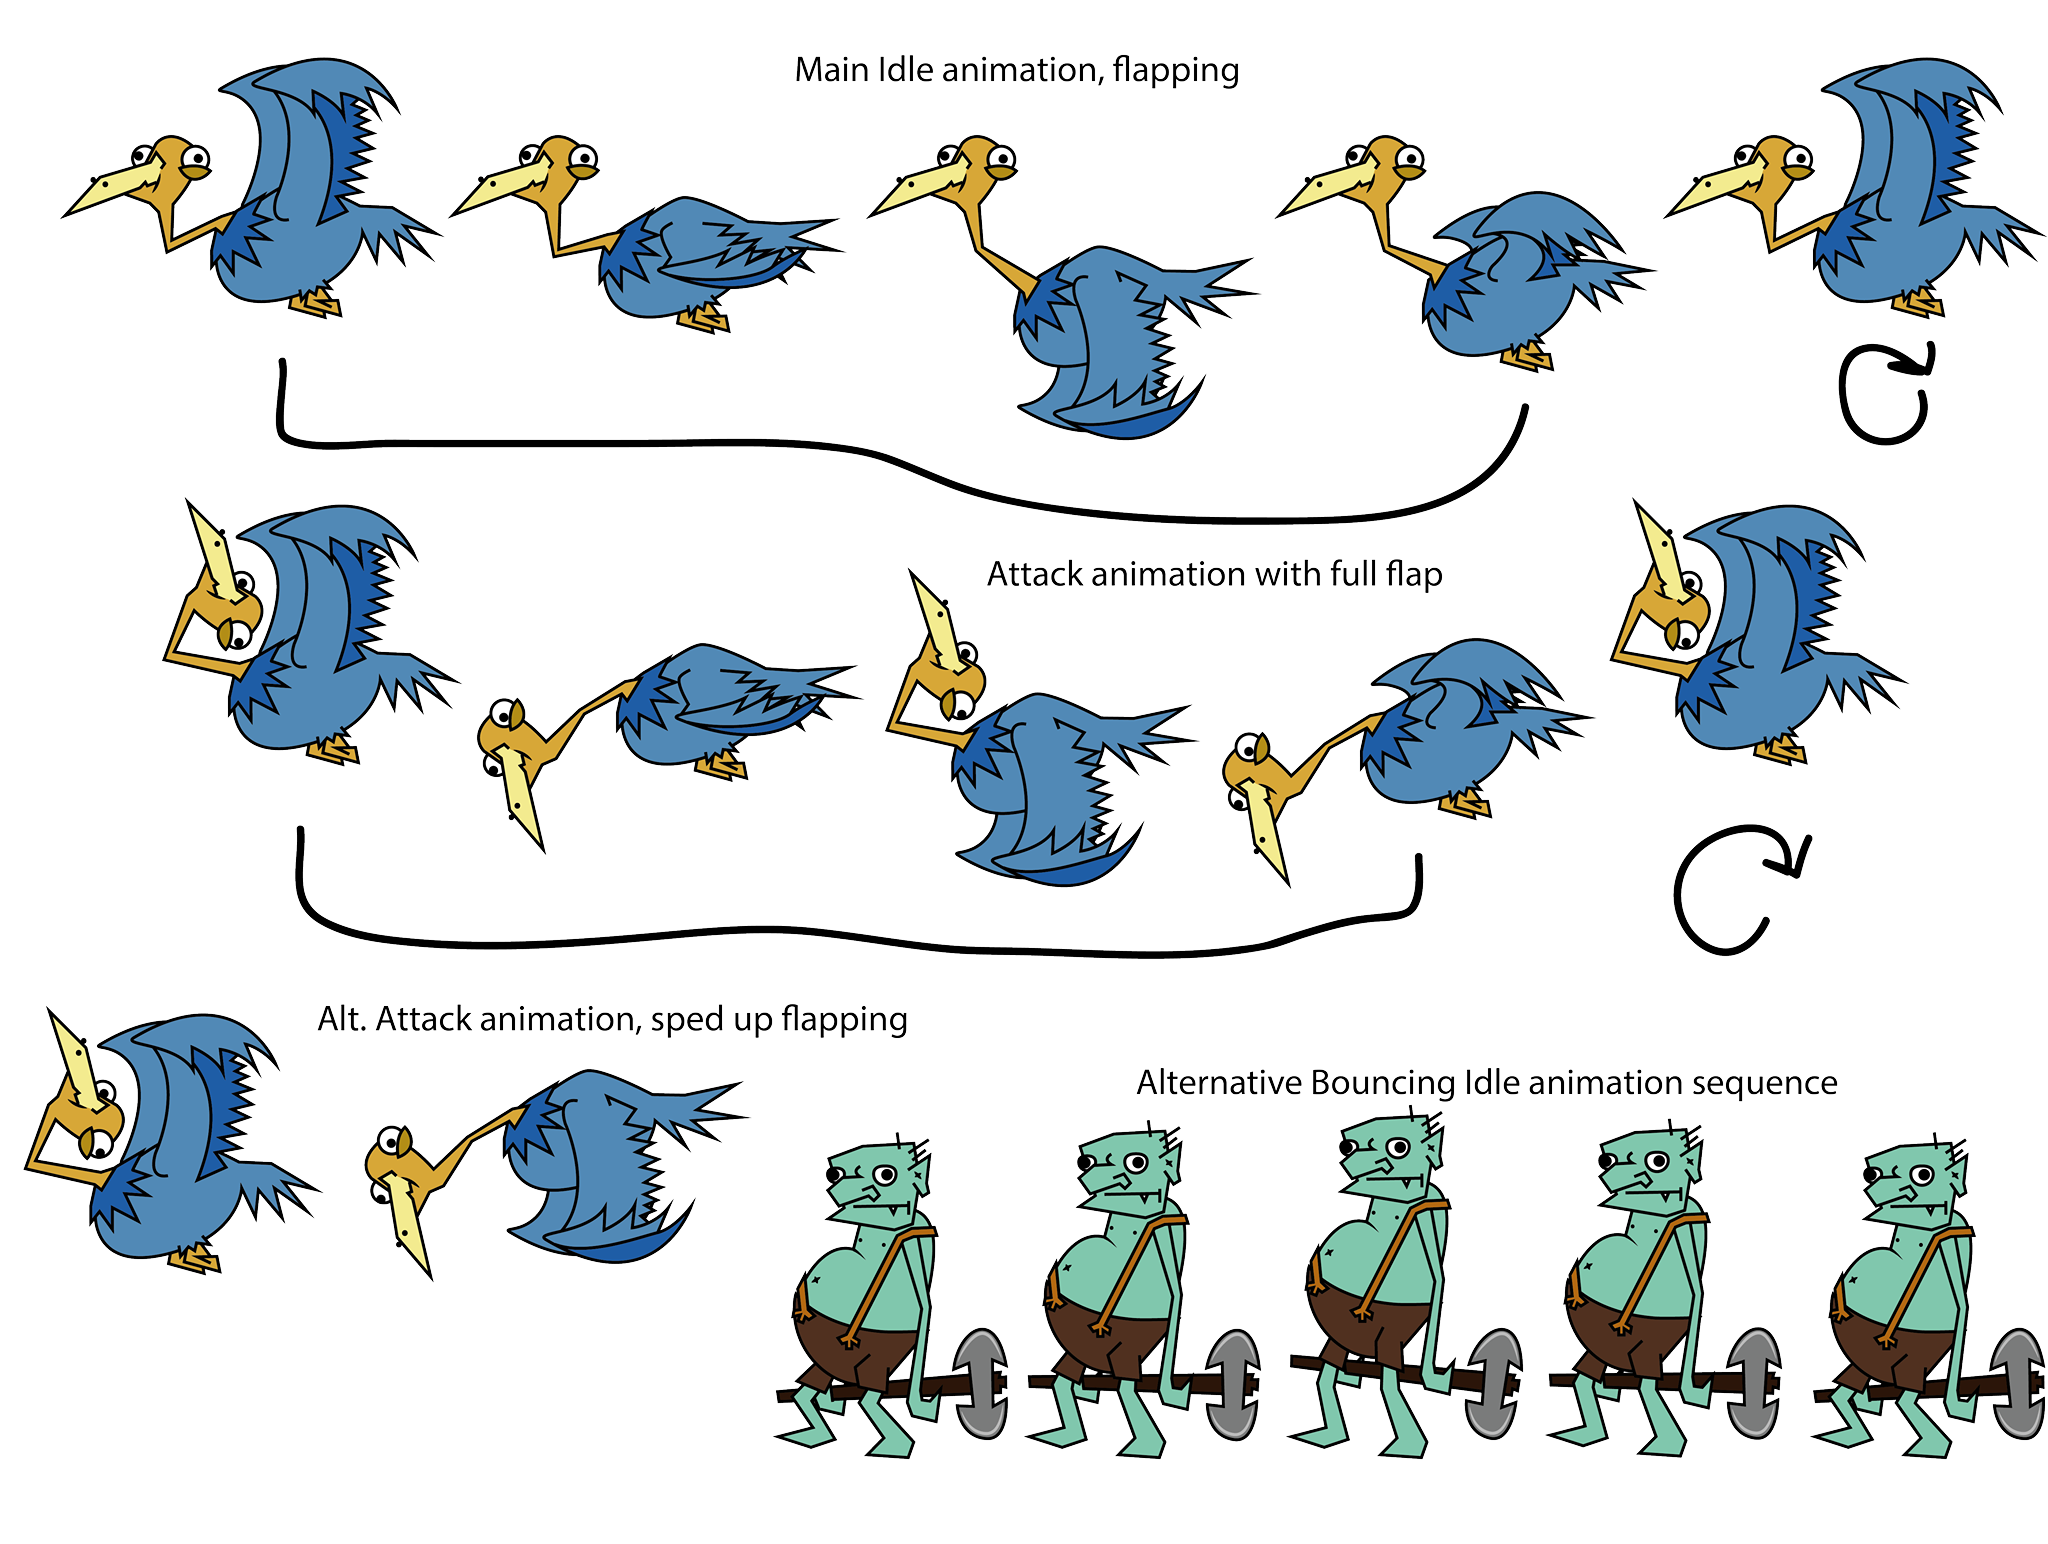 Main Idle animation, flapping
Attack animation with full flap
Alt. Attack animation, sped up flapping
Alternative Bouncing Idle animation sequence